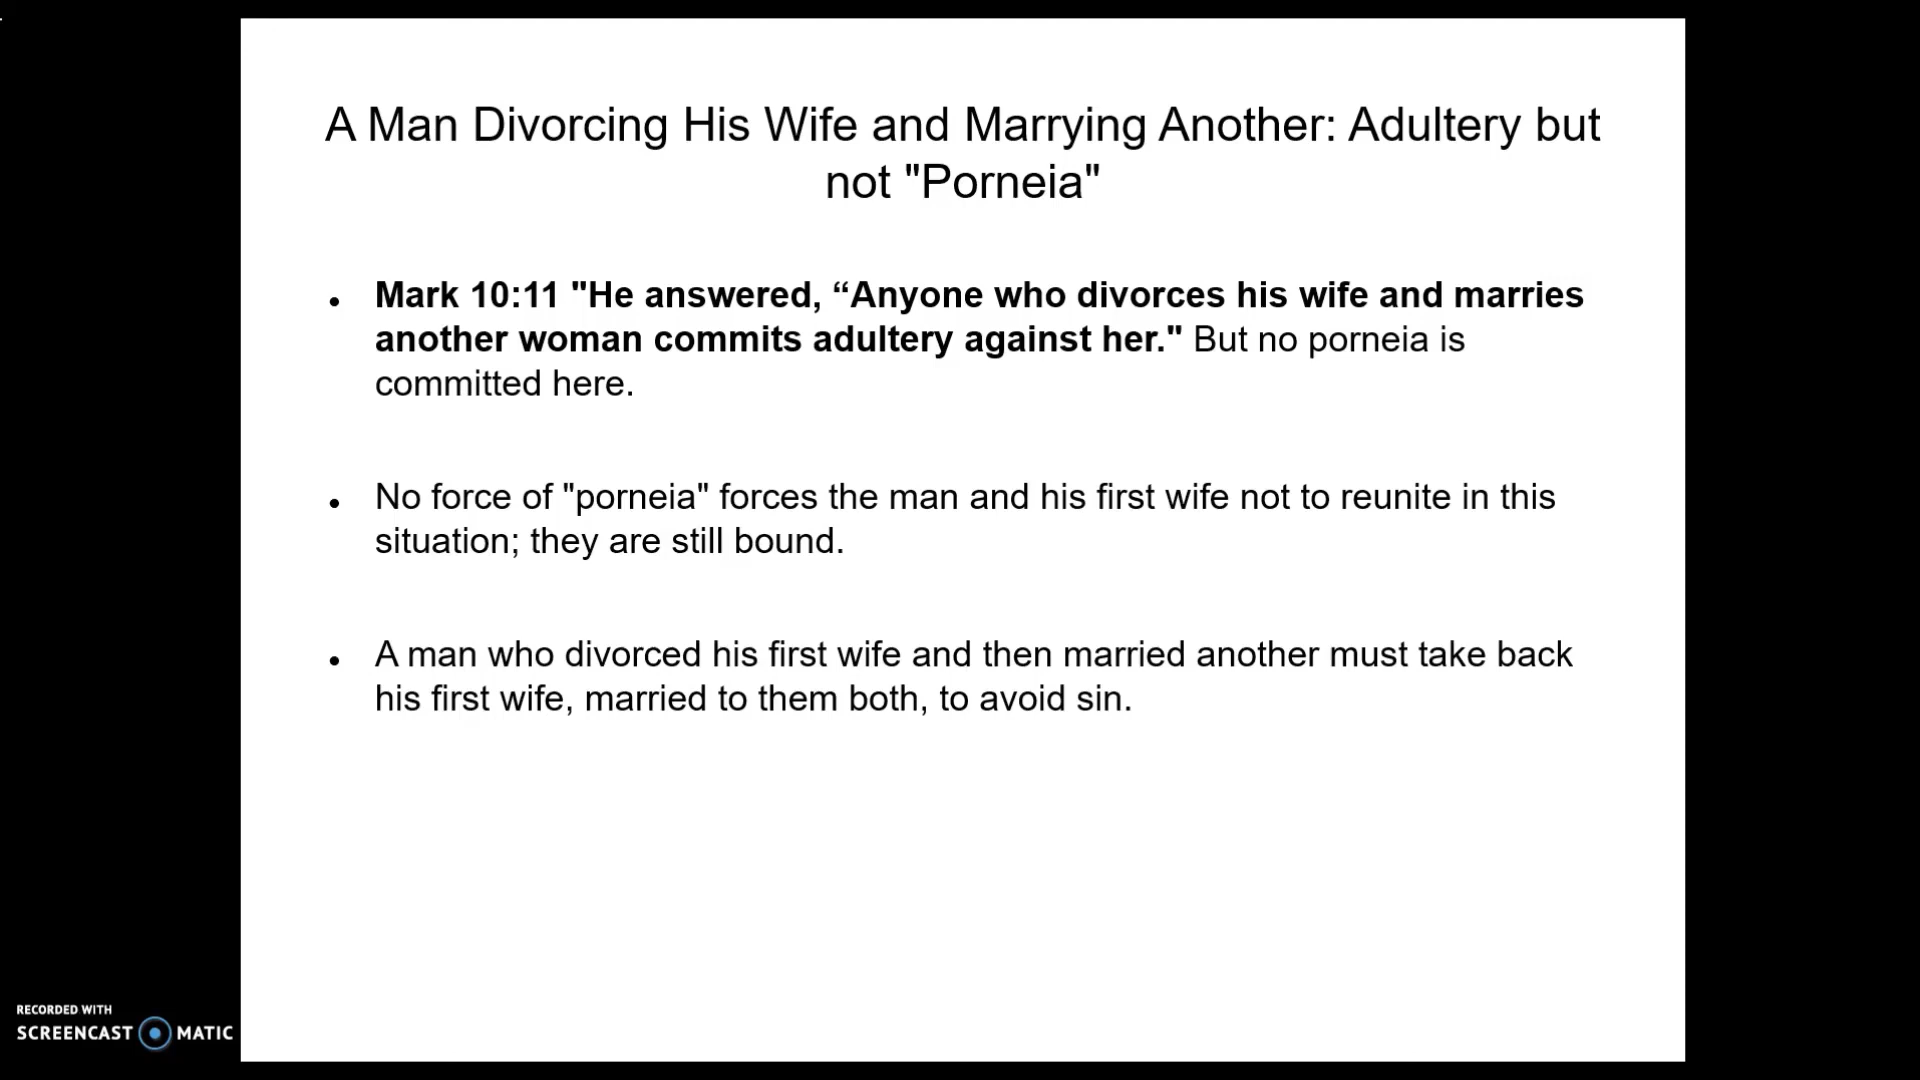 A Man Divorcing His Wife and Marrying Another: Adultery but
not "Porneia"
• Mark 10:11 "He answered, “Anyone who divorces his wife and marries
another woman commits adultery against her." But no porneia is
committed here.
• No force of "porneia" forces the man and his first wife not to reunite in this
situation; they are still bound.
• A man who divorced his first wife and then married another must take back
his first wife, married to them both, to avoid sin.
RECORDED WITH
SCREENCAST MATIC